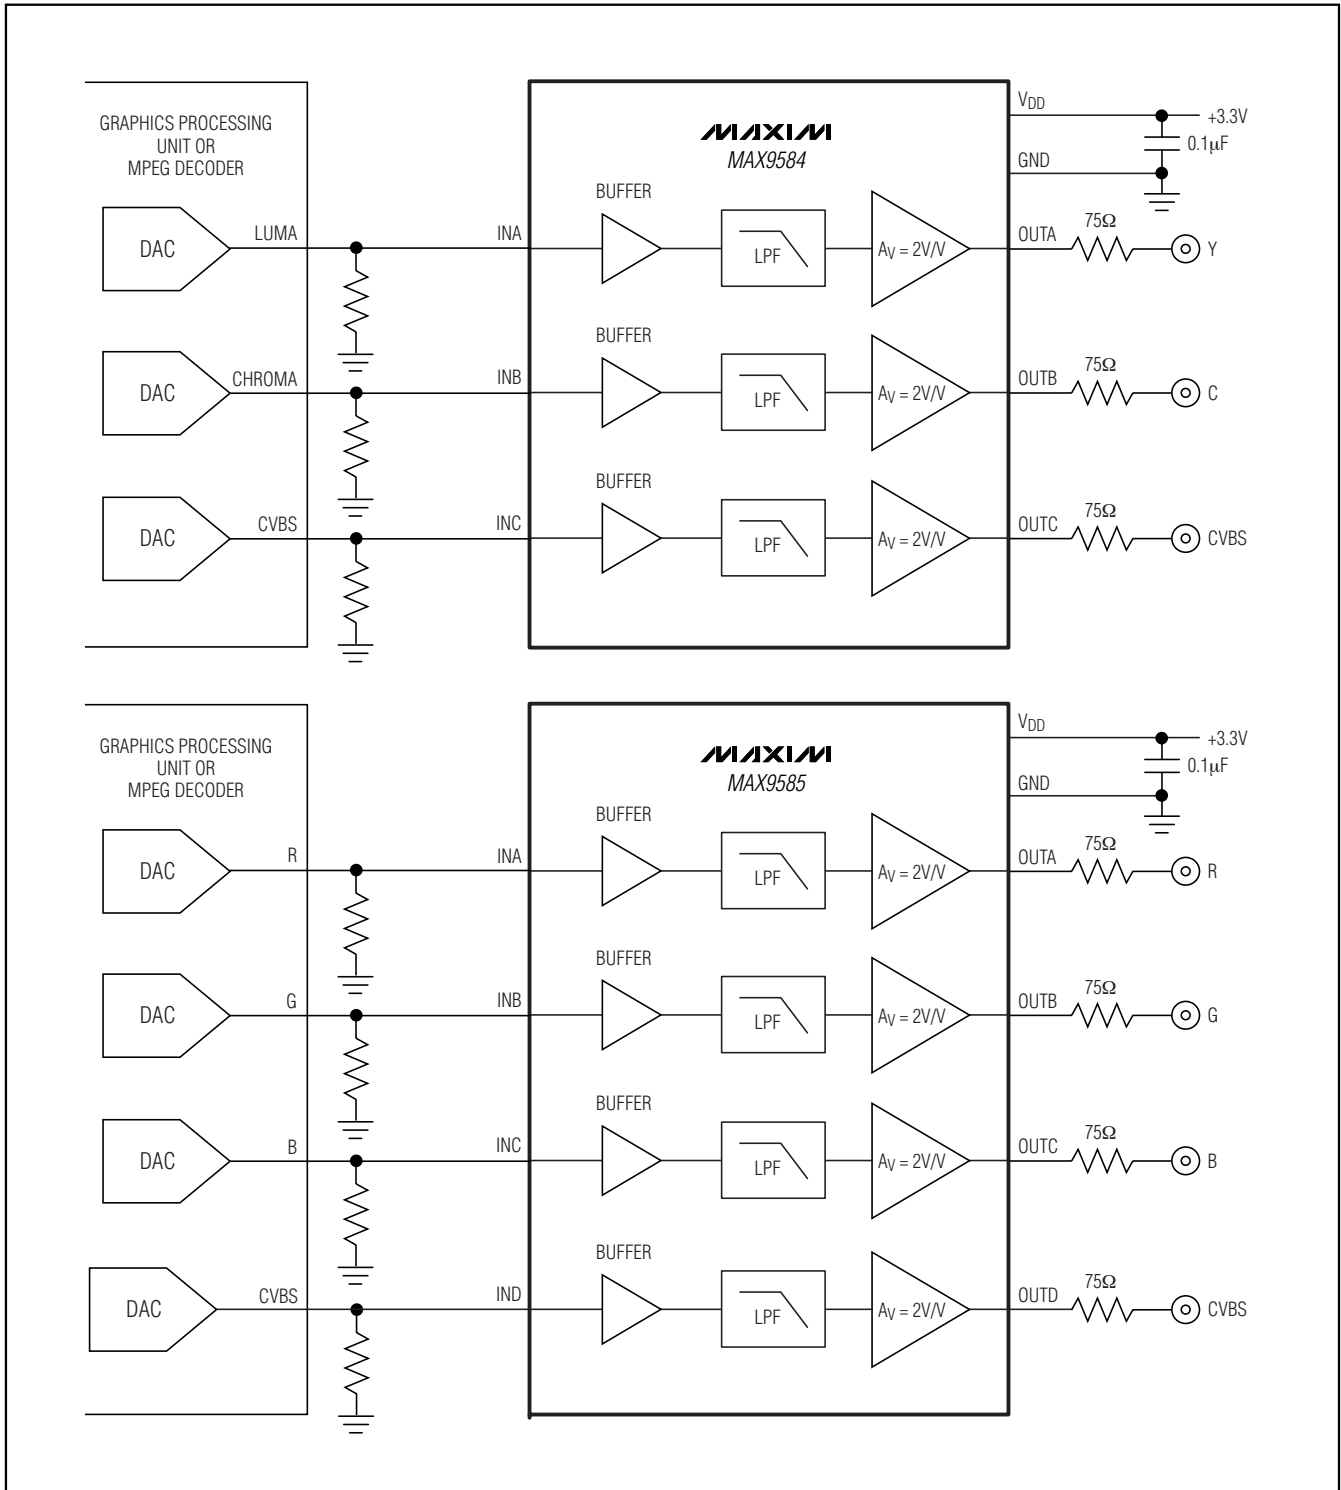 GRAPHICS PROCESSING
UNIT OR
MPEG DECODER
MAXIM
MAX9584
VDD
+3.3V
0.1µF
GND
DAC
LUMA
INA
BUFFER
LPF
AV = 2V/V
OUTA
75Ω
Y
DAC
CHROMA
INB
BUFFER
LPF
AV = 2V/V
OUTB
75Ω
C
DAC
CVBS
INC
BUFFER
LPF
AV = 2V/V
OUTC
75Ω
CVBS
GRAPHICS PROCESSING
UNIT OR
MPEG DECODER
MAXIM
MAX9585
VDD
+3.3V
0.1µF
GND
DAC
R
INA
BUFFER
LPF
AV = 2V/V
OUTA
75Ω
R
DAC
G
INB
BUFFER
LPF
AV = 2V/V
OUTB
75Ω
G
DAC
B
INC
BUFFER
LPF
AV = 2V/V
OUTC
75Ω
B
DAC
CVBS
IND
BUFFER
LPF
AV = 2V/V
OUTD
75Ω
CVBS